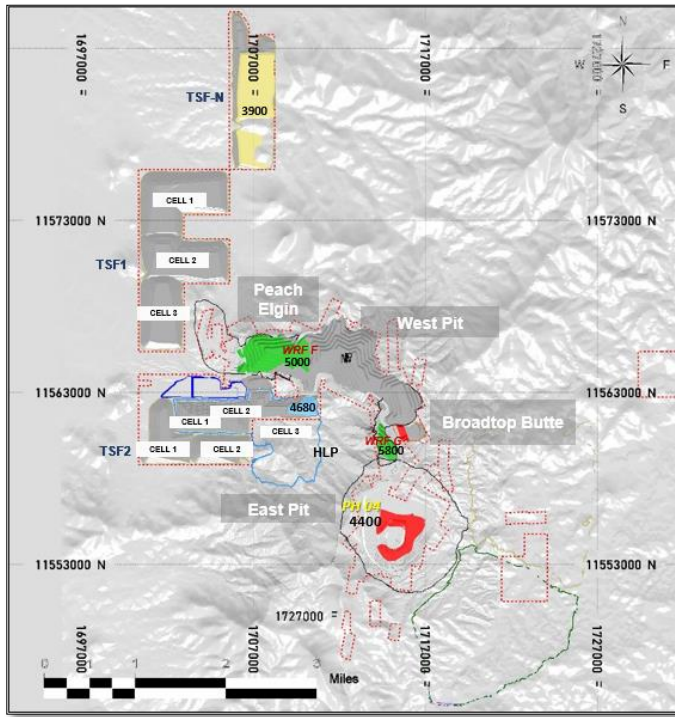 1697000 =
1707000 =
1717000 =
1727000 =
N
W
F
S
TSF-N
3900
11573000 N
11573000 N
CELL 1
TSF1
CELL 2
CELL 3
Peach
Elgin
West Pit
WRF F
5000
11563000 N
11563000 N
CELL 2
4680
CELL 1
CELL 3
WRF G
5800
Broadtop Butte
TSF2
CELL 1
CELL 2
HLP
East Pit
PH 04
4400
11553000 N
11553000 N
1727000 =
1697000 =
1707000 =
1717000 =
1727000 =
0 1 2 3
Miles